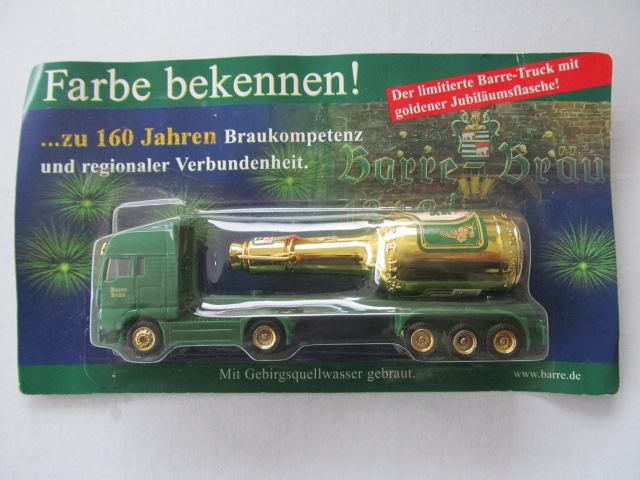 Farbe bekennen!
Der limitierte Barre-Truck mit
goldener Jubiläumsflasche!
...zu 160 Jahren Braukompetenz
und regionaler Verbundenheit.
Barre Bräu
Barre
Bräu
Mit Gebirgsquellwasser gebraut.
www.barre.de